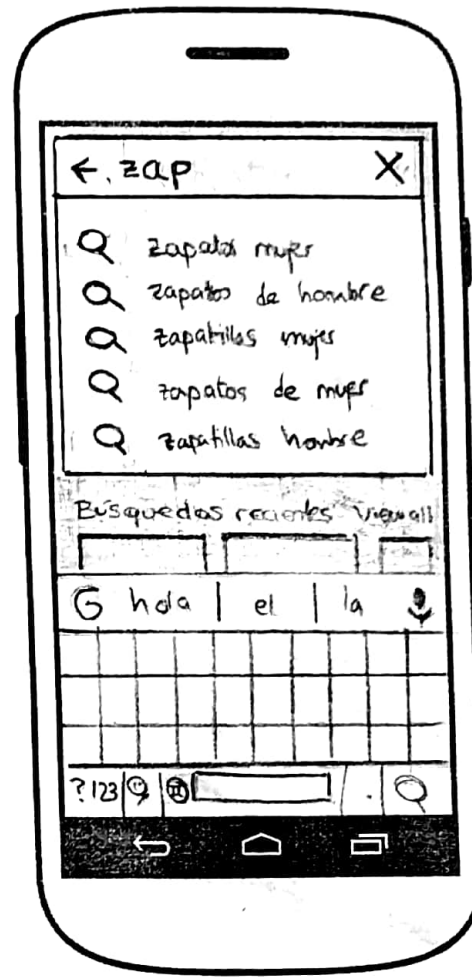 ← zap X
zapatos mujer
zapatos de hombre
zapatillas mujer
zapatos de mujer
zapatillas hombre
Búsquedas recientes View all
G hola | el | la
?123 .